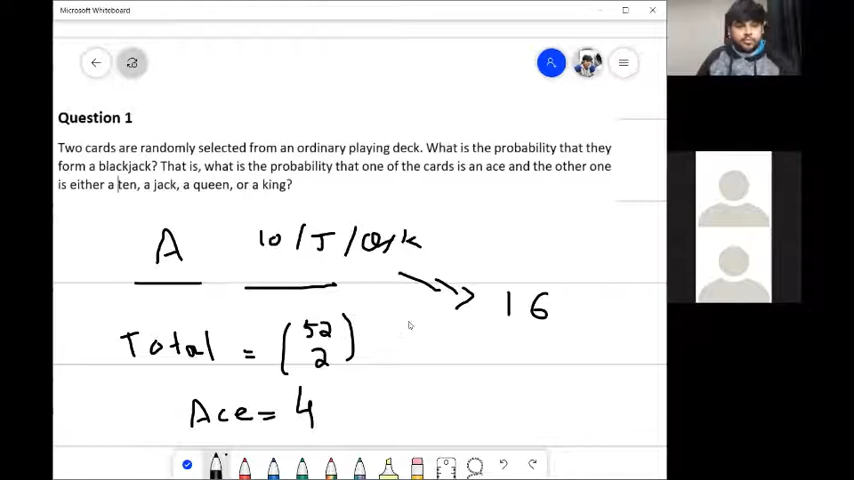 Microsoft Whiteboard
Question 1
Two cards are randomly selected from an ordinary playing deck. What is the probability that they
form a blackjack? That is, what is the probability that one of the cards is an ace and the other one
is either a ten, a jack, a queen, or a king?
A 10/J/Q/K
16
Total = (52
2)
Ace = 4